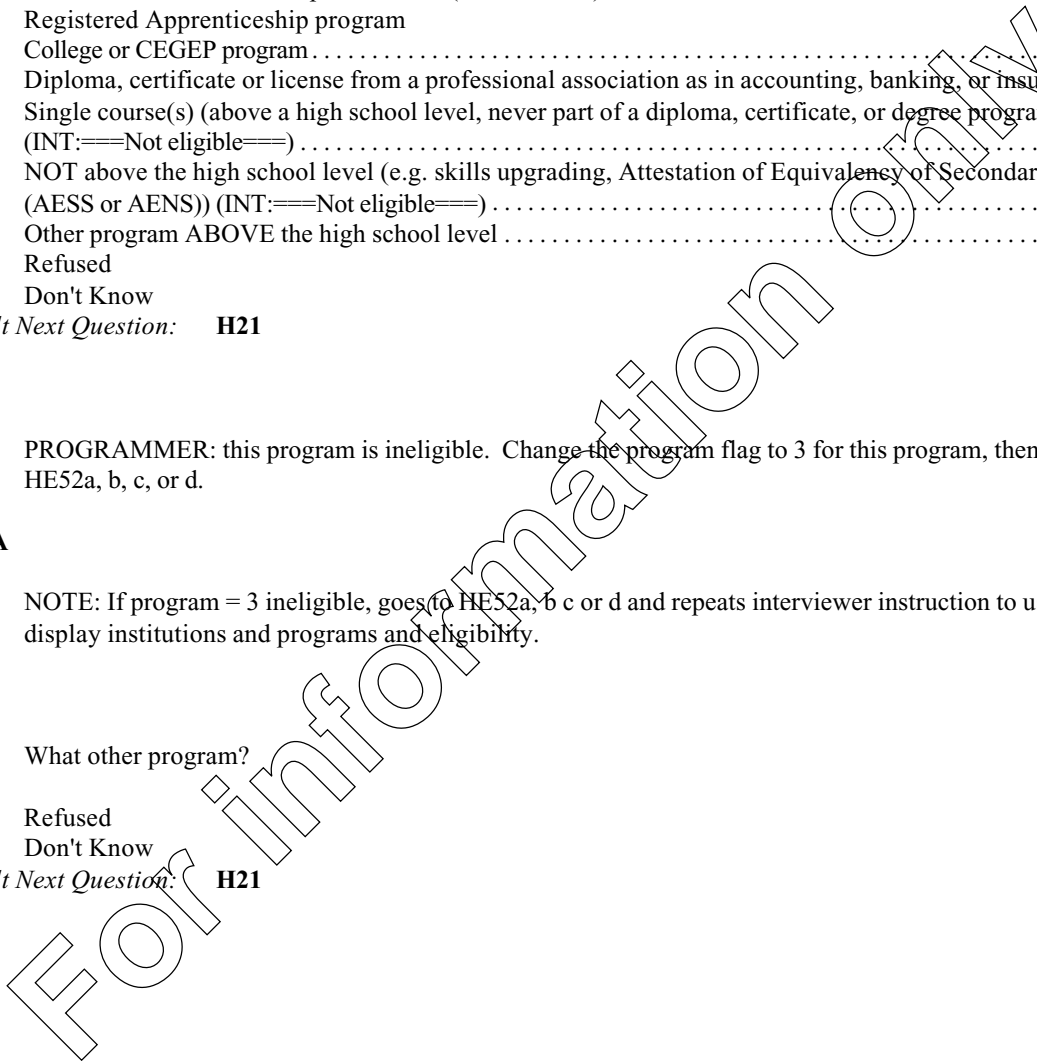 Registered Apprenticeship program
College or CEGEP program . . . . . . . . . . . . . . . . . . . . . . . . . . . . . . . . . . . . . . . . . . . . . . . . . . . . . . . . . . . .
Diploma, certificate or license from a professional association as in accounting, banking, or insu
Single course(s) (above a high school level, never part of a diploma, certificate, or degree progra
(INT:===Not eligible===) . . . . . . . . . . . . . . . . . . . . . . . . . . . . . . . . . . . . . . . . . . . . . . . . . . . . . . . . . . . . .
NOT above the high school level (e.g. skills upgrading, Attestation of Equivalency of Secondar
(AESS or AENS)) (INT:===Not eligible===) . . . . . . . . . . . . . . . . . . . . . . . . . . . . . . . . . . . . . . . . . . . . .
Other program ABOVE the high school level . . . . . . . . . . . . . . . . . . . . . . . . . . . . . . . . . . . . . . . . . . . .
Refused
Don't Know
t Next Question: H21
PROGRAMMER: this program is ineligible. Change the program flag to 3 for this program, then
HE52a, b, c, or d.
A
NOTE: If program = 3 ineligible, goes to HE52a, b c or d and repeats interviewer instruction to u
display institutions and programs and eligibility.
What other program?
Refused
Don't Know
t Next Question: H21
For information only